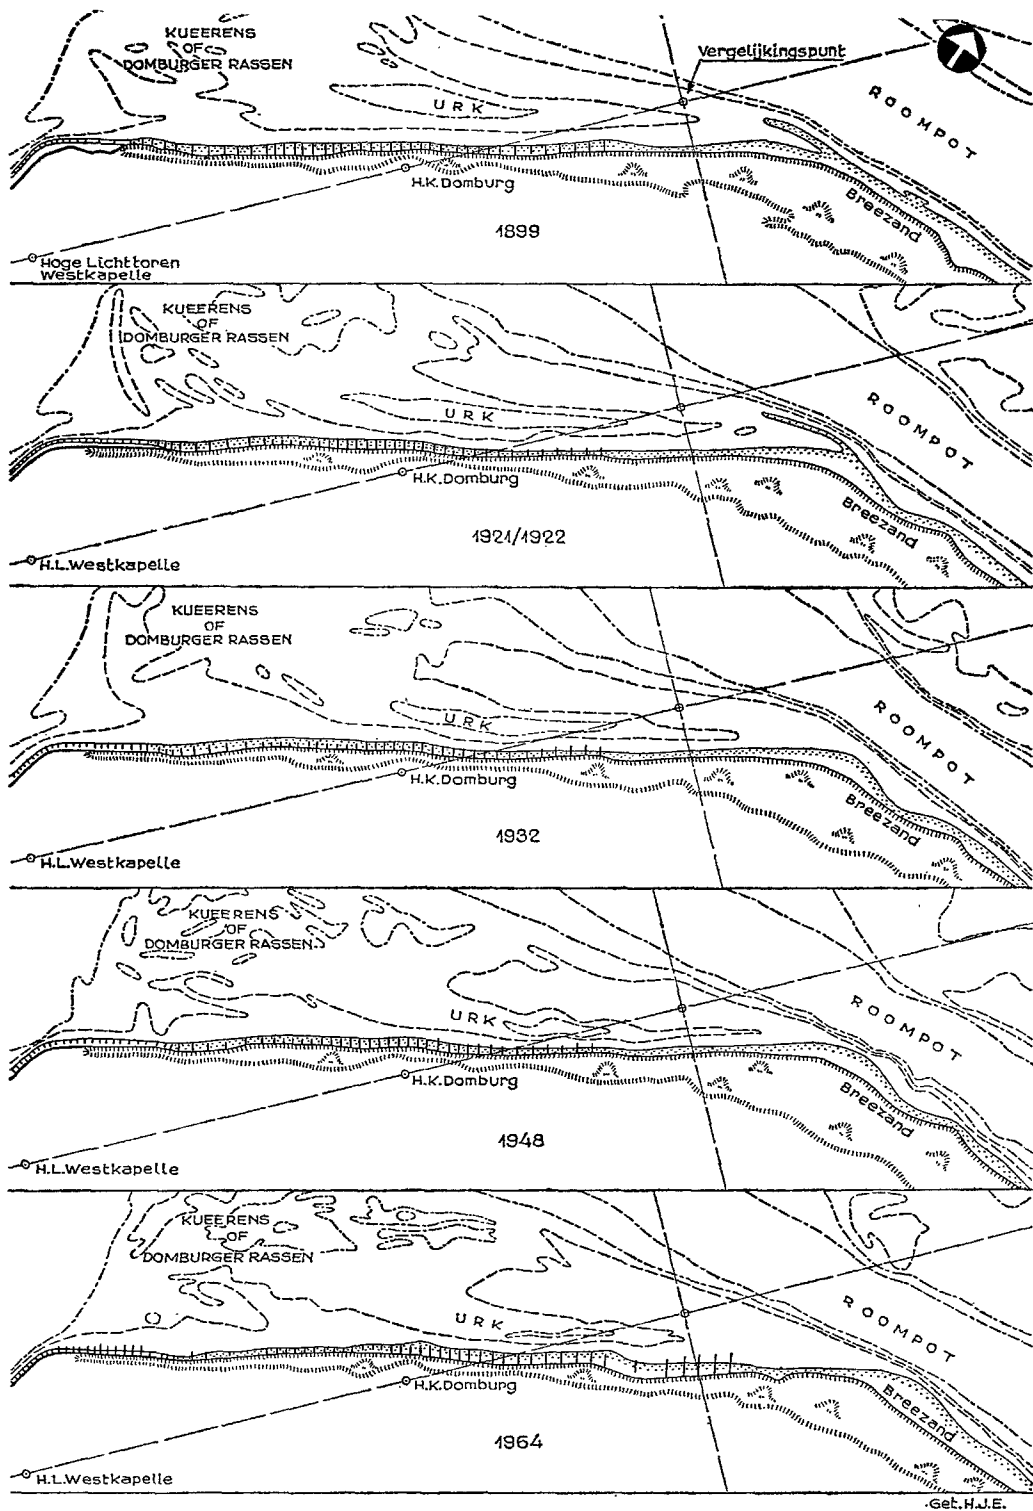 KUEERENS
OF
DOMBURGER RASSEN
Vergelijkingspunt
URK
ROOMPOT
H.K.Domburg
Breezand
1899
Hoge Lichttoren
Westkapelle
KUEERENS
OF
DOMBURGER RASSEN
URK
ROOMPOT
H.K.Domburg
Breezand
1921/1922
H.L.Westkapelle
KUEERENS
OF
DOMBURGER RASSEN
URK
ROOMPOT
H.K.Domburg
Breezand
1932
H.L.Westkapelle
KUEERENS
OF
DOMBURGER RASSEN
URK
ROOMPOT
H.K.Domburg
Breezand
1948
H.L.Westkapelle
KUEERENS
OF
DOMBURGER RASSEN
URK
ROOMPOT
H.K.Domburg
Breezand
1964
H.L.Westkapelle
Get.H.J.E.